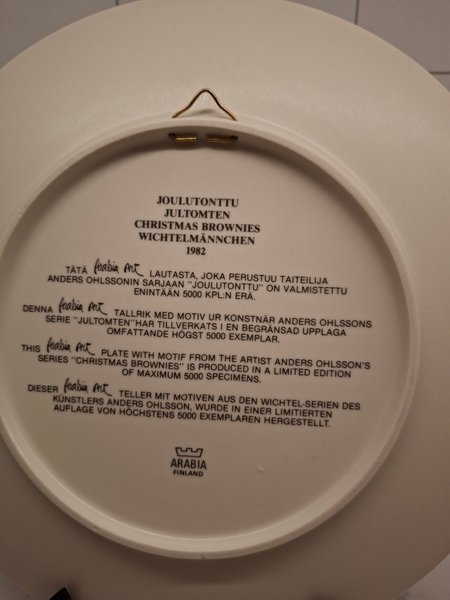 JOULUTONTTU
JULTOMTEN
CHRISTMAS BROWNIES
WICHTELMÄNNCHEN
1982
TÄTÄ Arabia Art LAUTASTA, JOKA PERUSTUU TAITEILIJA
ANDERS OHLSSONIN SARJAAN "JOULUTONTTU" ON VALMISTETTU
ENINTÄÄN 5000 KPL:N ERÄ.
DENNA Arabia Art TALLRIK MED MOTIV UR KONSTNÄR ANDERS OHLSSONS
SERIE "JULTOMTEN" HAR TILLVERKATS I EN BEGRÄNSAD UPPLAGA
OMFATTANDE HÖGST 5000 EXEMPLAR.
THIS Arabia Art PLATE WITH MOTIF FROM THE ARTIST ANDERS OHLSSON'S
SERIES "CHRISTMAS BROWNIES" IS PRODUCED IN A LIMITED EDITION
OF MAXIMUM 5000 SPECIMENS.
DIESER Arabia Art TELLER MIT MOTIVEN AUS DEN WICHTEL-SERIEN DES
KÜNSTLERS ANDERS OHLSSON, WURDE IN EINER LIMITIERTEN
AUFLAGE VON HÖCHSTENS 5000 EXEMPLAREN HERGESTELLT.
ARABIA
FINLAND